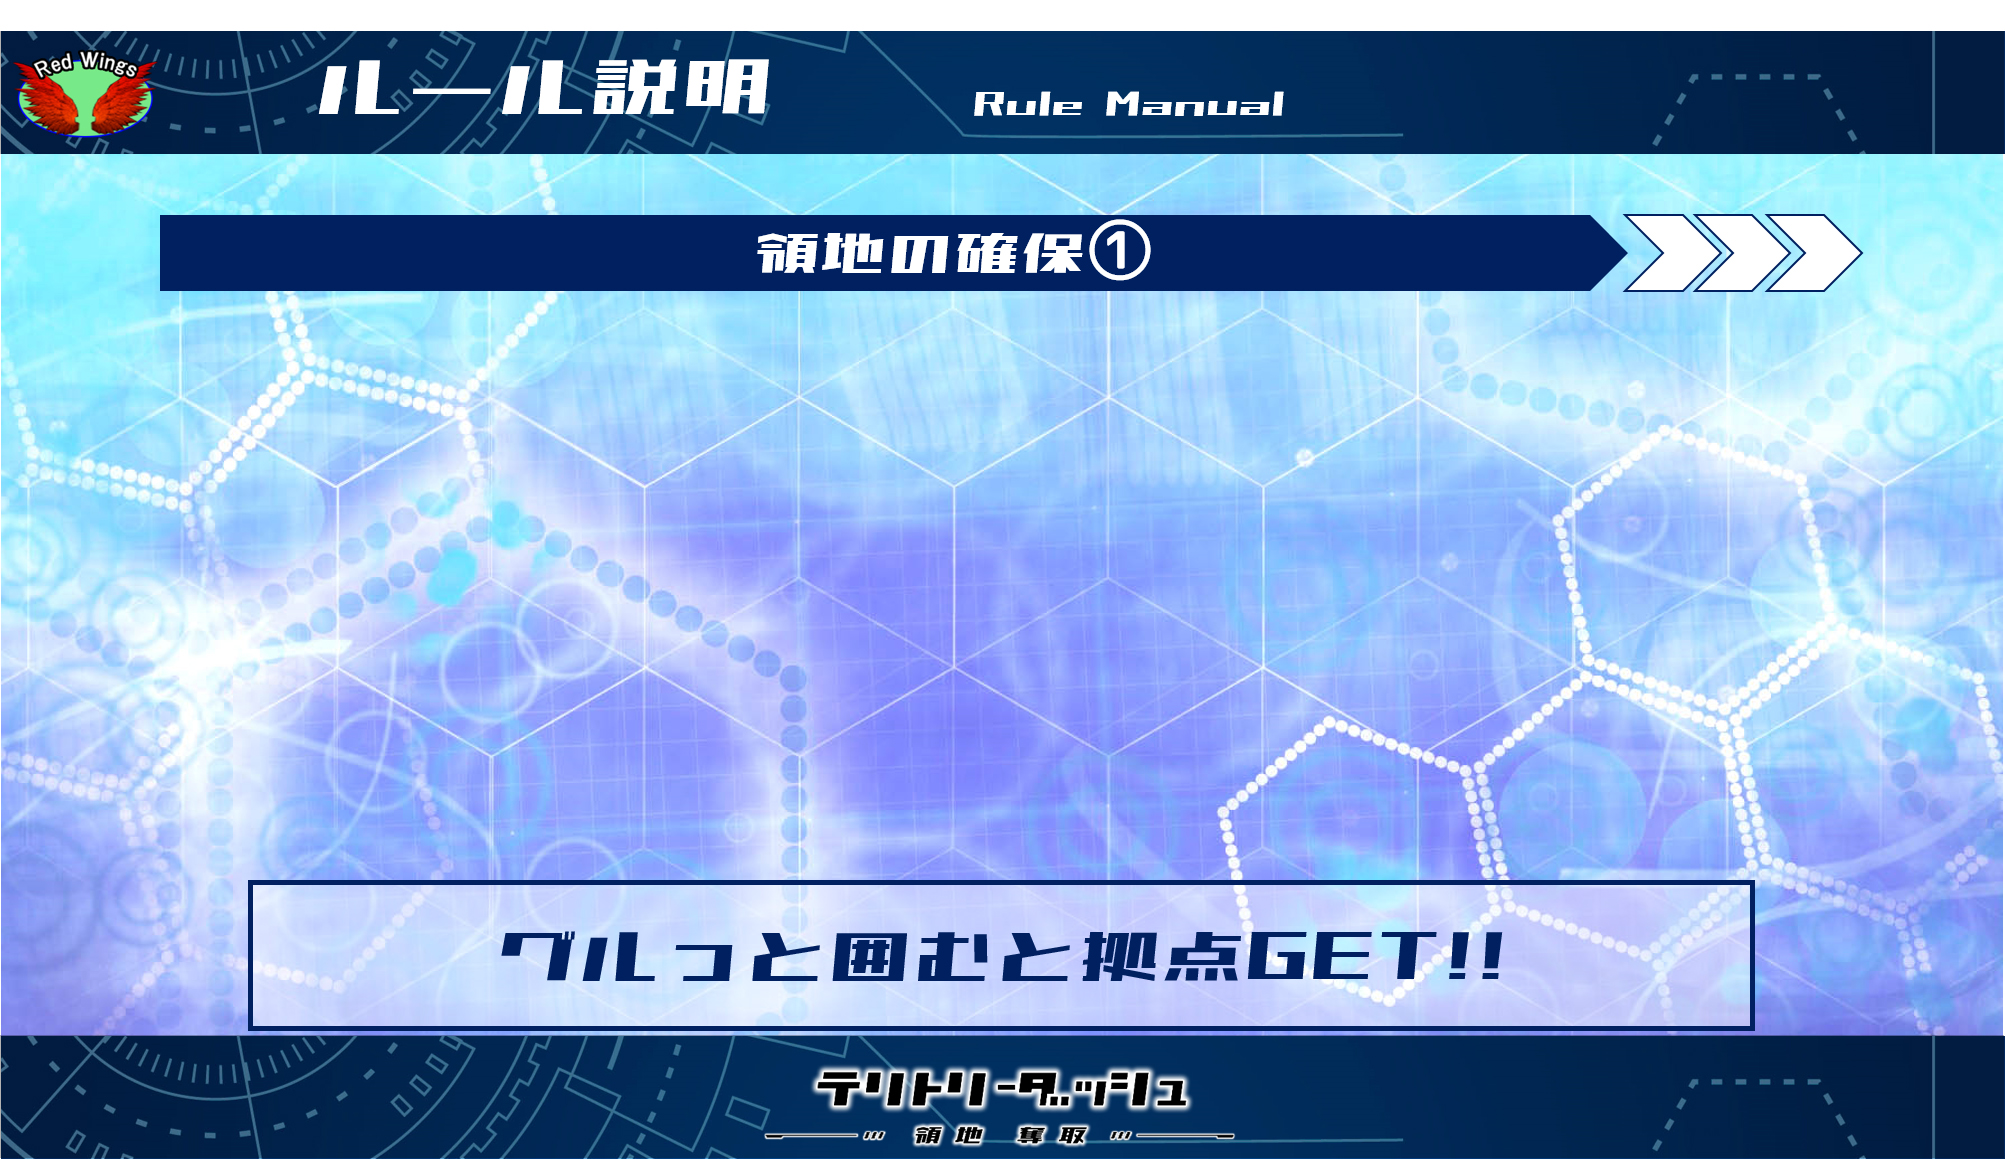 Red Wings
ルール説明
Rule Manual
領地の確保①
グルっと囲むと拠点GET!!
テリトリーダッシュ
領地 奪取